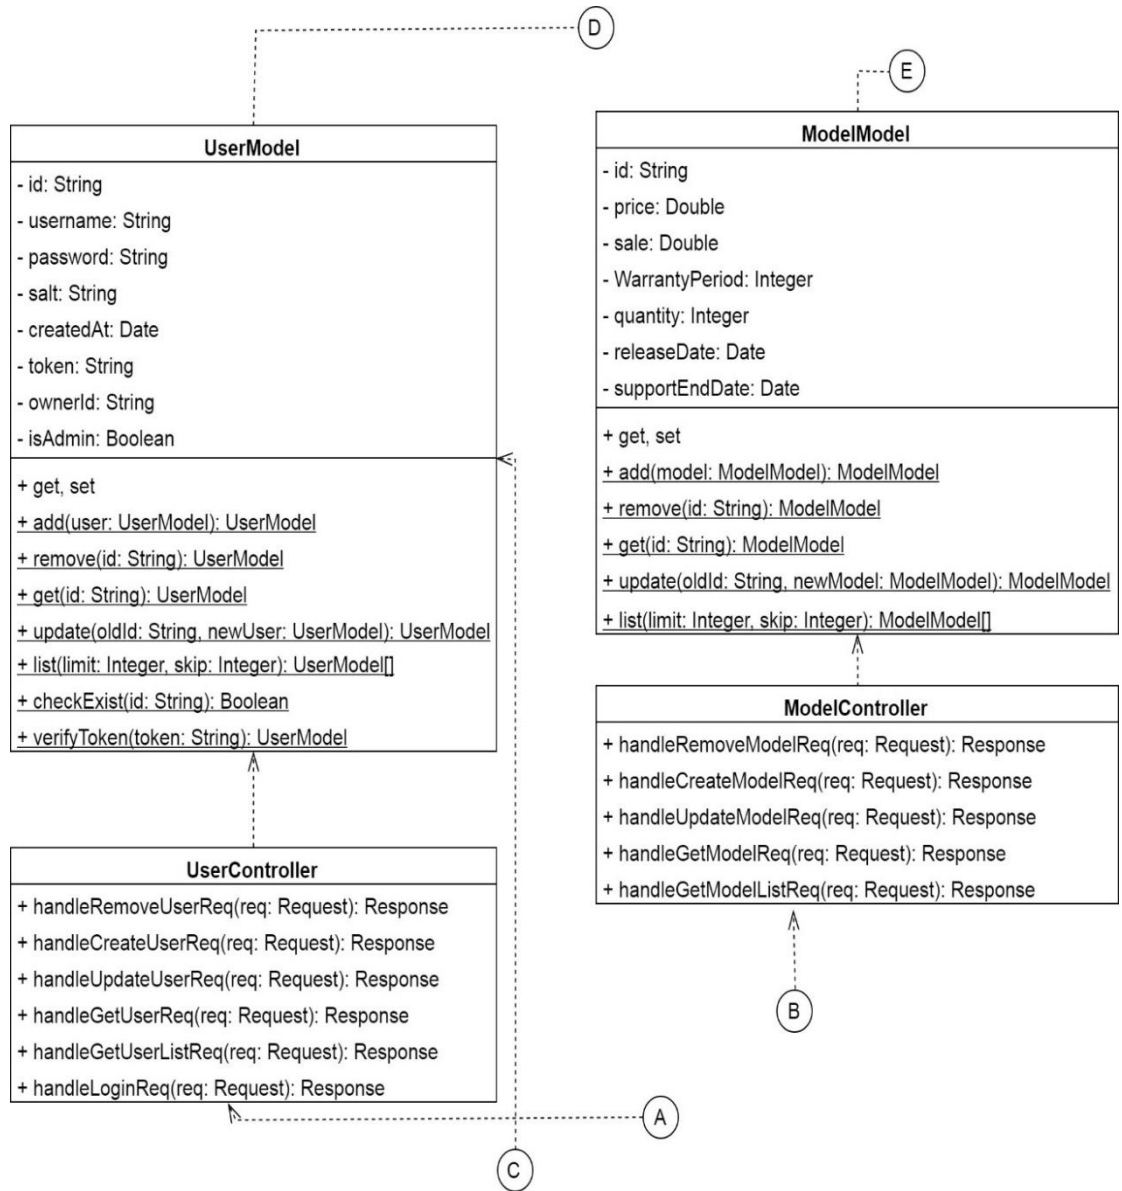 D
E
UserModel
- id: String
- username: String
- password: String
- salt: String
- createdAt: Date
- token: String
- ownerId: String
- isAdmin: Boolean
+ get, set
+ add(user: UserModel): UserModel
+ remove(id: String): UserModel
+ get(id: String): UserModel
+ update(oldId: String, newUser: UserModel): UserModel
+ list(limit: Integer, skip: Integer): UserModel[]
+ checkExist(id: String): Boolean
+ verifyToken(token: String): UserModel
ModelModel
- id: String
- price: Double
- sale: Double
- WarrantyPeriod: Integer
- quantity: Integer
- releaseDate: Date
- supportEndDate: Date
+ get, set
+ add(model: ModelModel): ModelModel
+ remove(id: String): ModelModel
+ get(id: String): ModelModel
+ update(oldId: String, newModel: ModelModel): ModelModel
+ list(limit: Integer, skip: Integer): ModelModel[]
UserController
+ handleRemoveUserReq(req: Request): Response
+ handleCreateUserReq(req: Request): Response
+ handleUpdateUserReq(req: Request): Response
+ handleGetUserReq(req: Request): Response
+ handleGetUserListReq(req: Request): Response
+ handleLoginReq(req: Request): Response
ModelController
+ handleRemoveModelReq(req: Request): Response
+ handleCreateModelReq(req: Request): Response
+ handleUpdateModelReq(req: Request): Response
+ handleGetModelReq(req: Request): Response
+ handleGetModelListReq(req: Request): Response
B
A
C